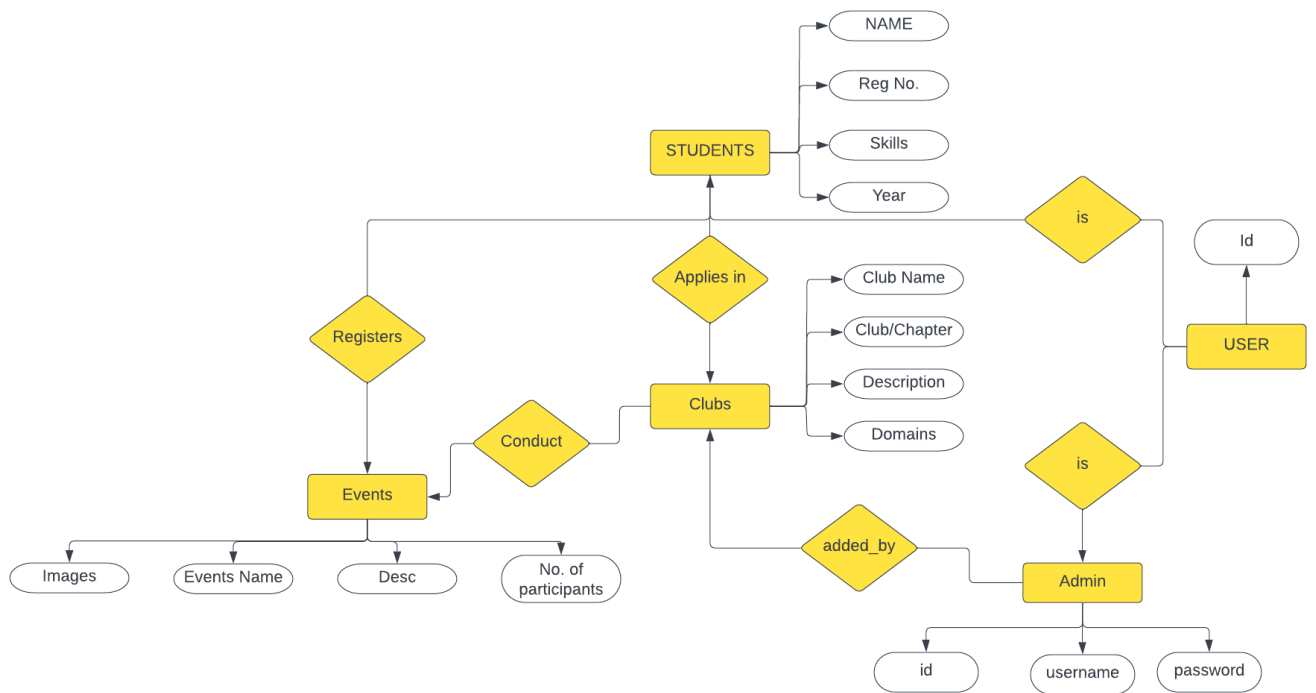 NAME
Reg No.
STUDENTS
Skills
Year
is
Id
Applies in
Club Name
Registers
Club/Chapter
USER
Description
Clubs
Domains
Conduct
is
Events
added_by
Images
Events Name
Desc
No. of
participants
Admin
id
username
password